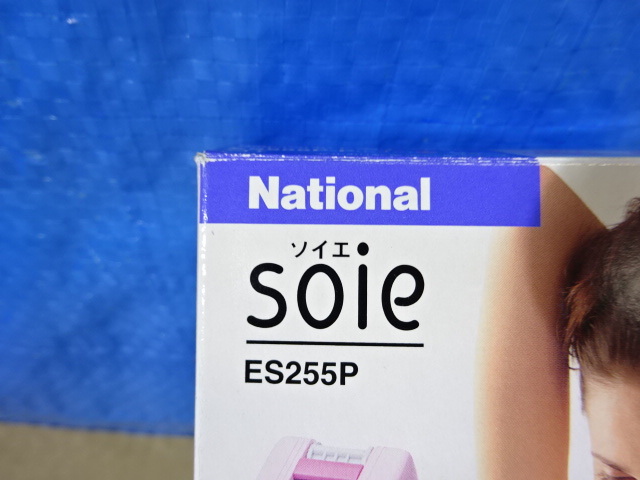 National
ソイエ
soie
ES255P